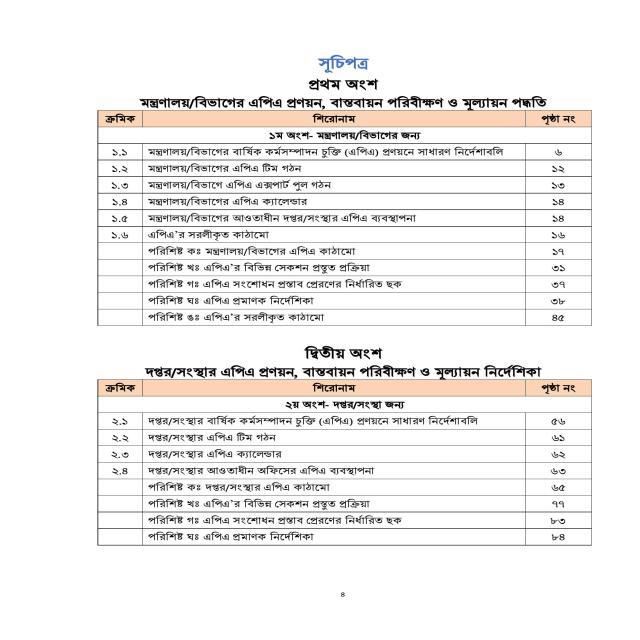 সূচিপত্র
প্রথম অংশ
মন্ত্রণালয়/বিভাগের এপিএ প্রণয়ন, বাস্তবায়ন পরিবীক্ষণ ও মূল্যায়ন পদ্ধতি
ক্রমিক শিরোনাম পৃষ্ঠা নং
১ম অংশ- মন্ত্রণালয়/বিভাগের জন্য
১.১ মন্ত্রণালয়/বিভাগের বার্ষিক কর্মসম্পাদন চুক্তি (এপিএ) প্রণয়নে সাধারণ নির্দেশাবলি ৬
১.২ মন্ত্রণালয়/বিভাগের এপিএ টিম গঠন ১২
১.৩ মন্ত্রণালয়/বিভাগে এপিএ এক্সপার্ট পুল গঠন ১৩
১.৪ মন্ত্রণালয়/বিভাগের এপিএ ক্যালেন্ডার ১৪
১.৫ মন্ত্রণালয়/বিভাগের আওতাধীন দপ্তর/সংস্থার এপিএ ব্যবস্থাপনা ১৪
১.৬ এপিএ'র সরলীকৃত কাঠামো ১৬
পরিশিষ্ট কঃ মন্ত্রণালয়/বিভাগের এপিএ কাঠামো ১৭
পরিশিষ্ট খঃ এপিএ'র বিভিন্ন সেকশন প্রস্তুত প্রক্রিয়া ৩১
পরিশিষ্ট গঃ এপিএ সংশোধন প্রস্তাব প্রেরণের নির্ধারিত ছক ৩৭
পরিশিষ্ট ঘঃ এপিএ প্রমাণক নির্দেশিকা ৩৮
পরিশিষ্ট ঙঃ এপিএ'র সরলীকৃত কাঠামো ৪৫
দ্বিতীয় অংশ
দপ্তর/সংস্থার এপিএ প্রণয়ন, বাস্তবায়ন পরিবীক্ষণ ও মূল্যায়ন নির্দেশিকা
ক্রমিক শিরোনাম পৃষ্ঠা নং
২য় অংশ- দপ্তর/সংস্থা জন্য
২.১ দপ্তর/সংস্থার বার্ষিক কর্মসম্পাদন চুক্তি (এপিএ) প্রণয়নে সাধারণ নির্দেশাবলি ৫৬
২.২ দপ্তর/সংস্থার এপিএ টিম গঠন ৬১
২.৩ দপ্তর/সংস্থার এপিএ ক্যালেন্ডার ৬২
২.৪ দপ্তর/সংস্থার আওতাধীন অফিসের এপিএ ব্যবস্থাপনা ৬৩
পরিশিষ্ট কঃ দপ্তর/সংস্থার এপিএ কাঠামো ৬৫
পরিশিষ্ট খঃ এপিএ'র বিভিন্ন সেকশন প্রস্তুত প্রক্রিয়া ৭৭
পরিশিষ্ট গঃ এপিএ সংশোধন প্রস্তাব প্রেরণের নির্ধারিত ছক ৮৩
পরিশিষ্ট ঘঃ এপিএ প্রমাণক নির্দেশিকা ৮৪
৪